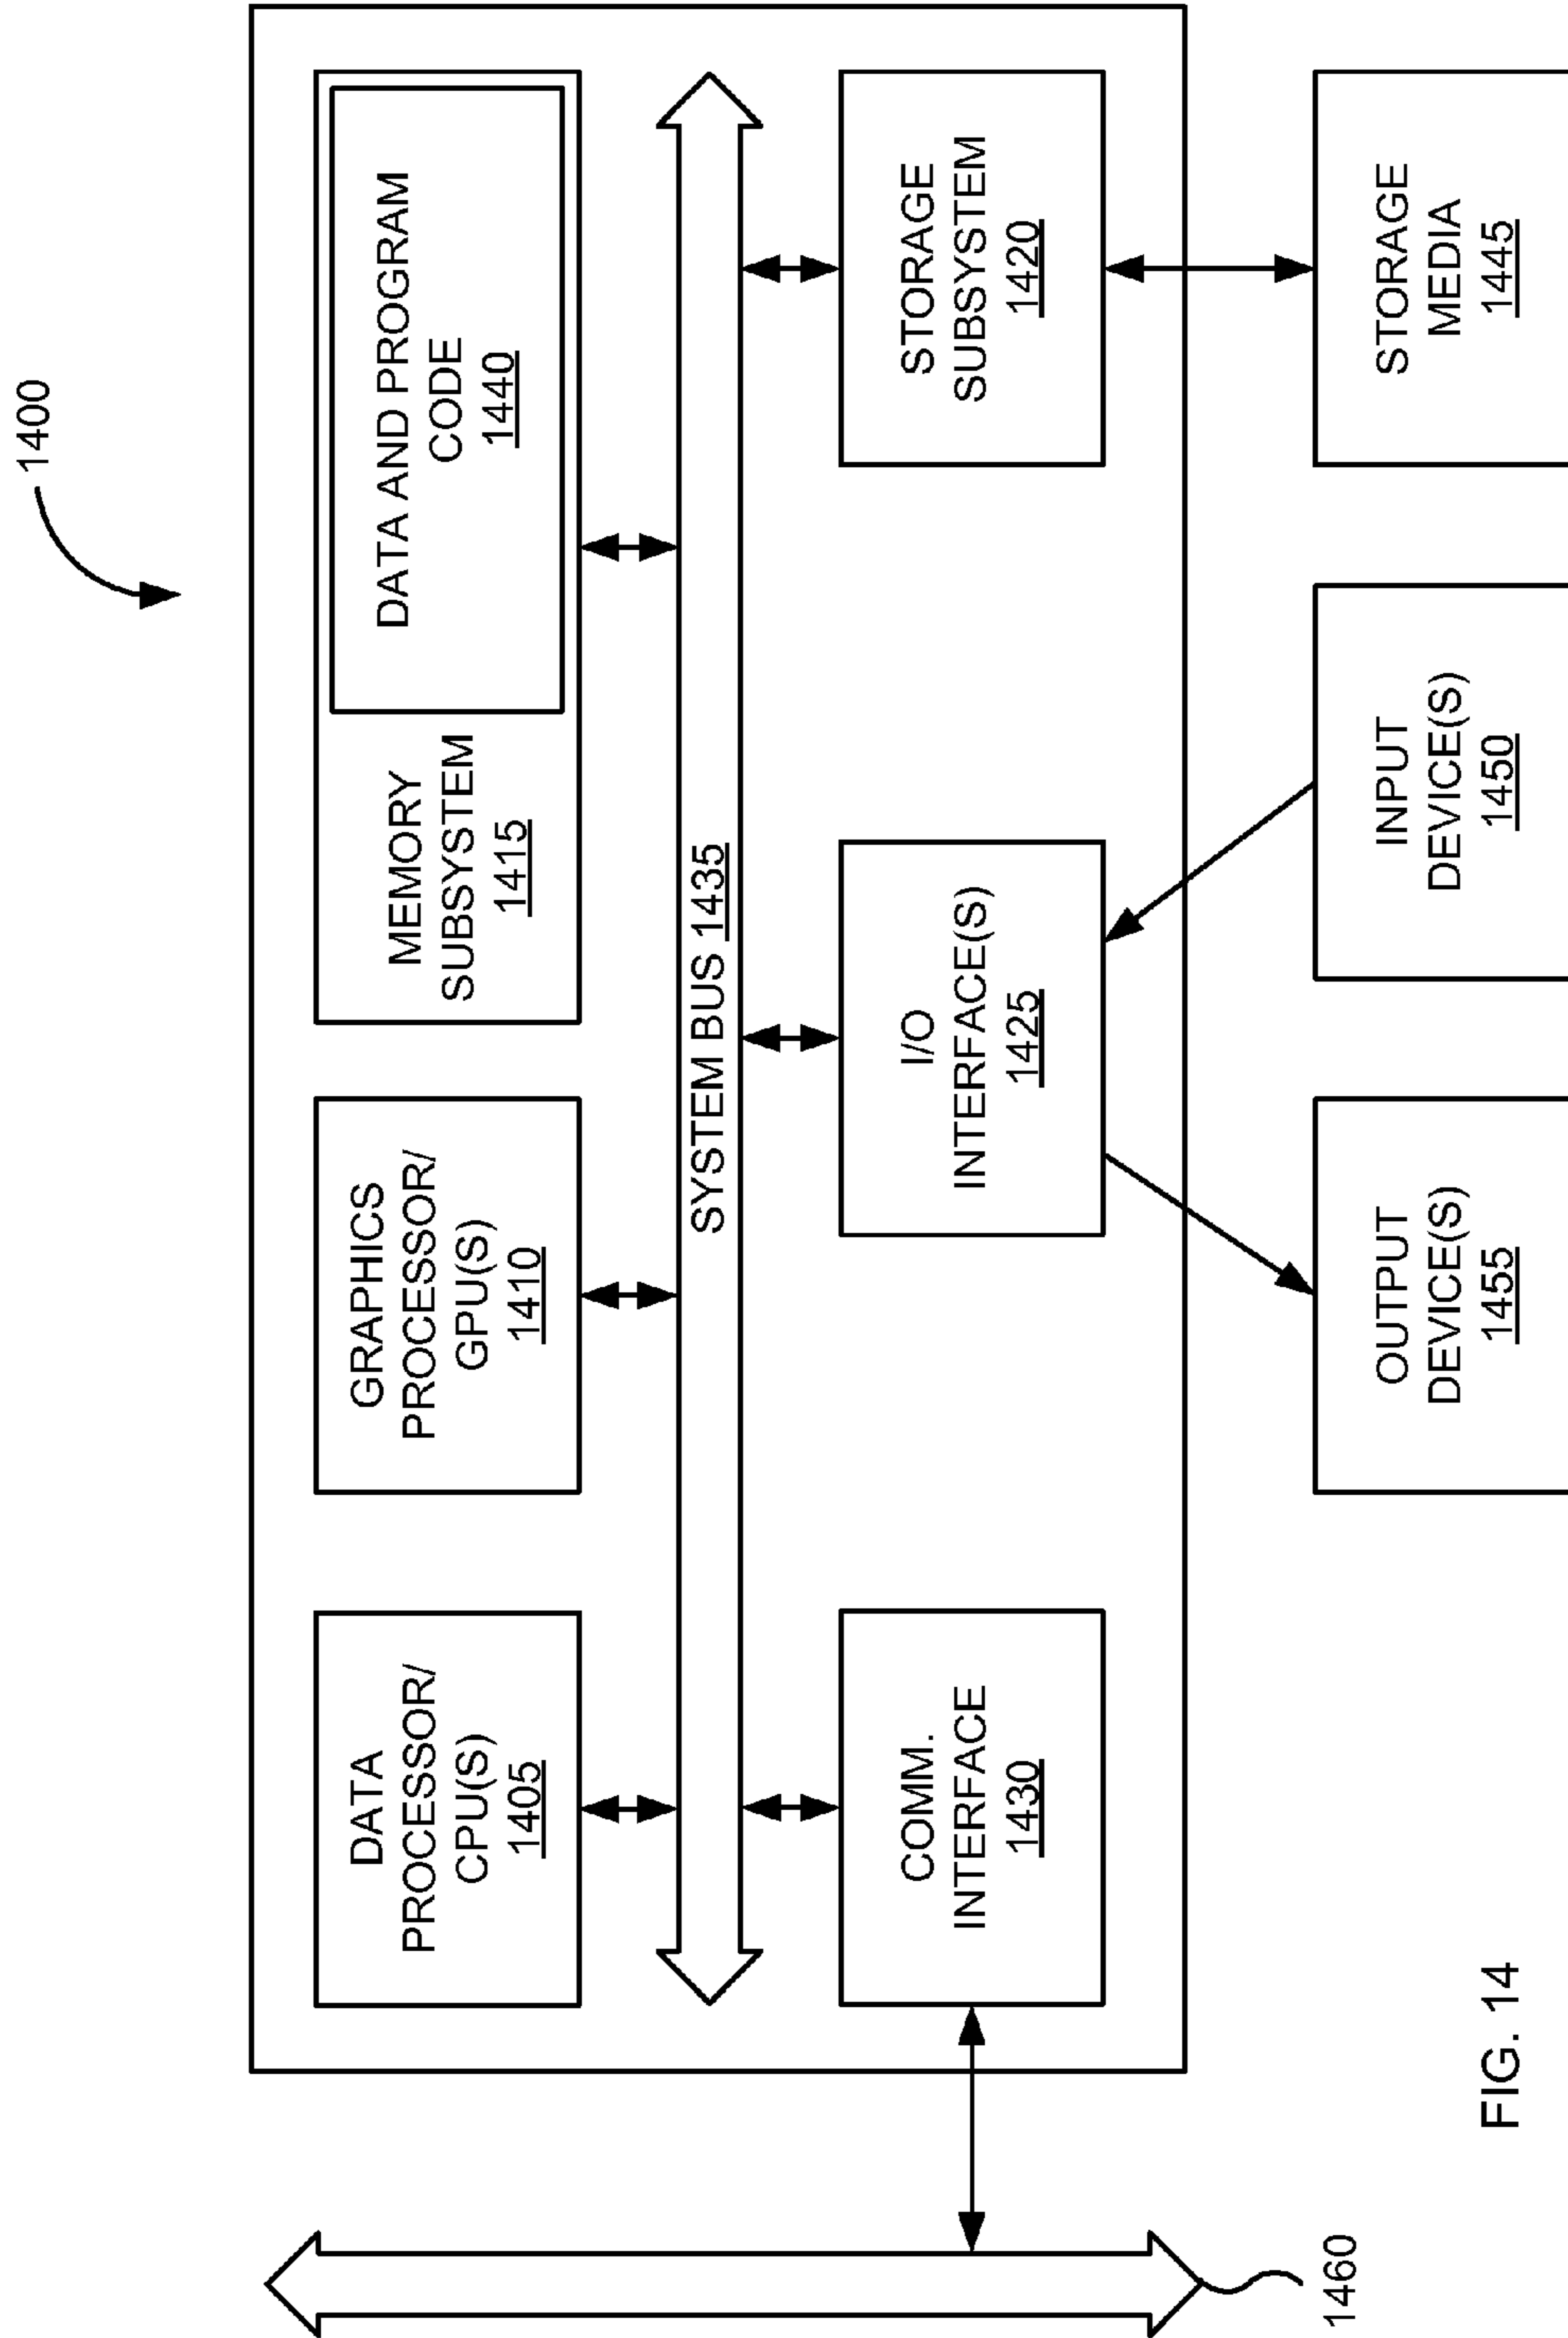 1400
DATA
PROCESSOR/
CPU(S)
1405
GRAPHICS
PROCESSOR/
GPU(S)
1410
MEMORY
SUBSYSTEM
1415
DATA AND PROGRAM
CODE
1440
SYSTEM BUS 1435
COMM.
INTERFACE
1430
I/O
INTERFACE(S)
1425
STORAGE
SUBSYSTEM
1420
1460
OUTPUT
DEVICE(S)
1455
INPUT
DEVICE(S)
1450
STORAGE
MEDIA
1445
FIG. 14